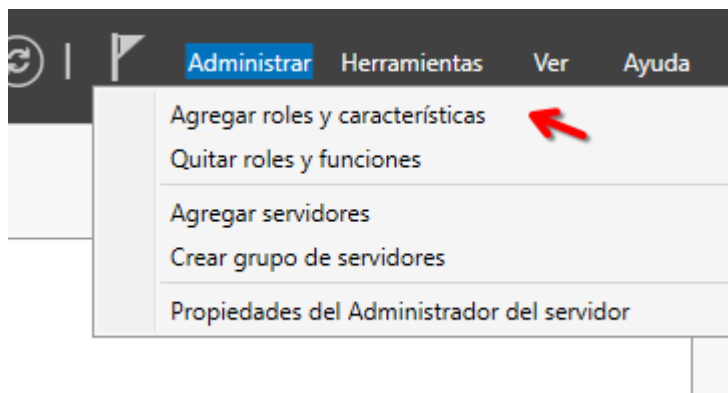 Administrar Herramientas Ver Ayuda
Agregar roles y características
Quitar roles y funciones
Agregar servidores
Crear grupo de servidores
Propiedades del Administrador del servidor